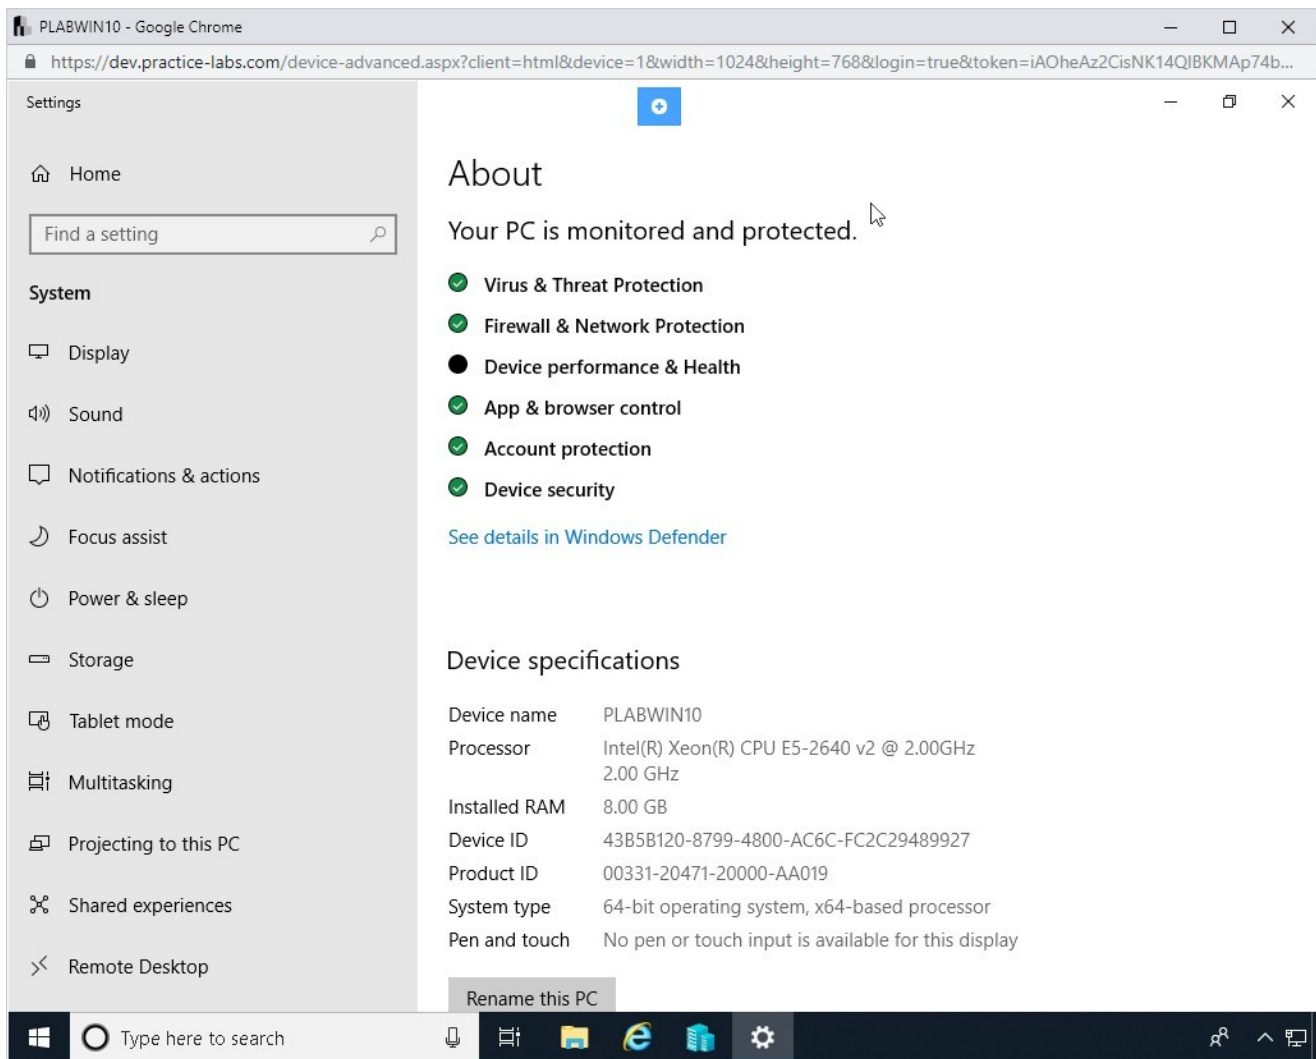 PLABWIN10 - Google Chrome
https://dev.practice-labs.com/device-advanced.aspx?client=html&device=1&width=1024&height=768&login=true&token=iAOheAz2CisNK14QIBKMAp74b...
Settings
Home
Find a setting
System
Display
Sound
Notifications & actions
Focus assist
Power & sleep
Storage
Tablet mode
Multitasking
Projecting to this PC
Shared experiences
Remote Desktop
About
Your PC is monitored and protected.
Virus & Threat Protection
Firewall & Network Protection
Device performance & Health
App & browser control
Account protection
Device security
See details in Windows Defender
Device specifications
Device name PLABWIN10
Processor Intel(R) Xeon(R) CPU E5-2640 v2 @ 2.00GHz
2.00 GHz
Installed RAM 8.00 GB
Device ID 43B5B120-8799-4800-AC6C-FC2C29489927
Product ID 00331-20471-20000-AA019
System type 64-bit operating system, x64-based processor
Pen and touch No pen or touch input is available for this display
Rename this PC
Type here to search